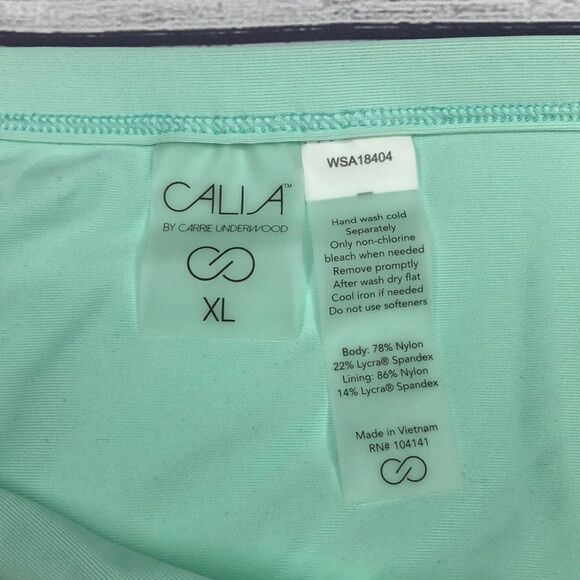 CALIA™
BY CARRIE UNDERWOOD
XL
WSA18404
Hand wash cold
Separately
Only non-chlorine
bleach when needed
Remove promptly
After wash dry flat
Cool iron if needed
Do not use softeners
Body: 78% Nylon
22% Lycra® Spandex
Lining: 86% Nylon
14% Lycra® Spandex
Made in Vietnam
RN# 104141